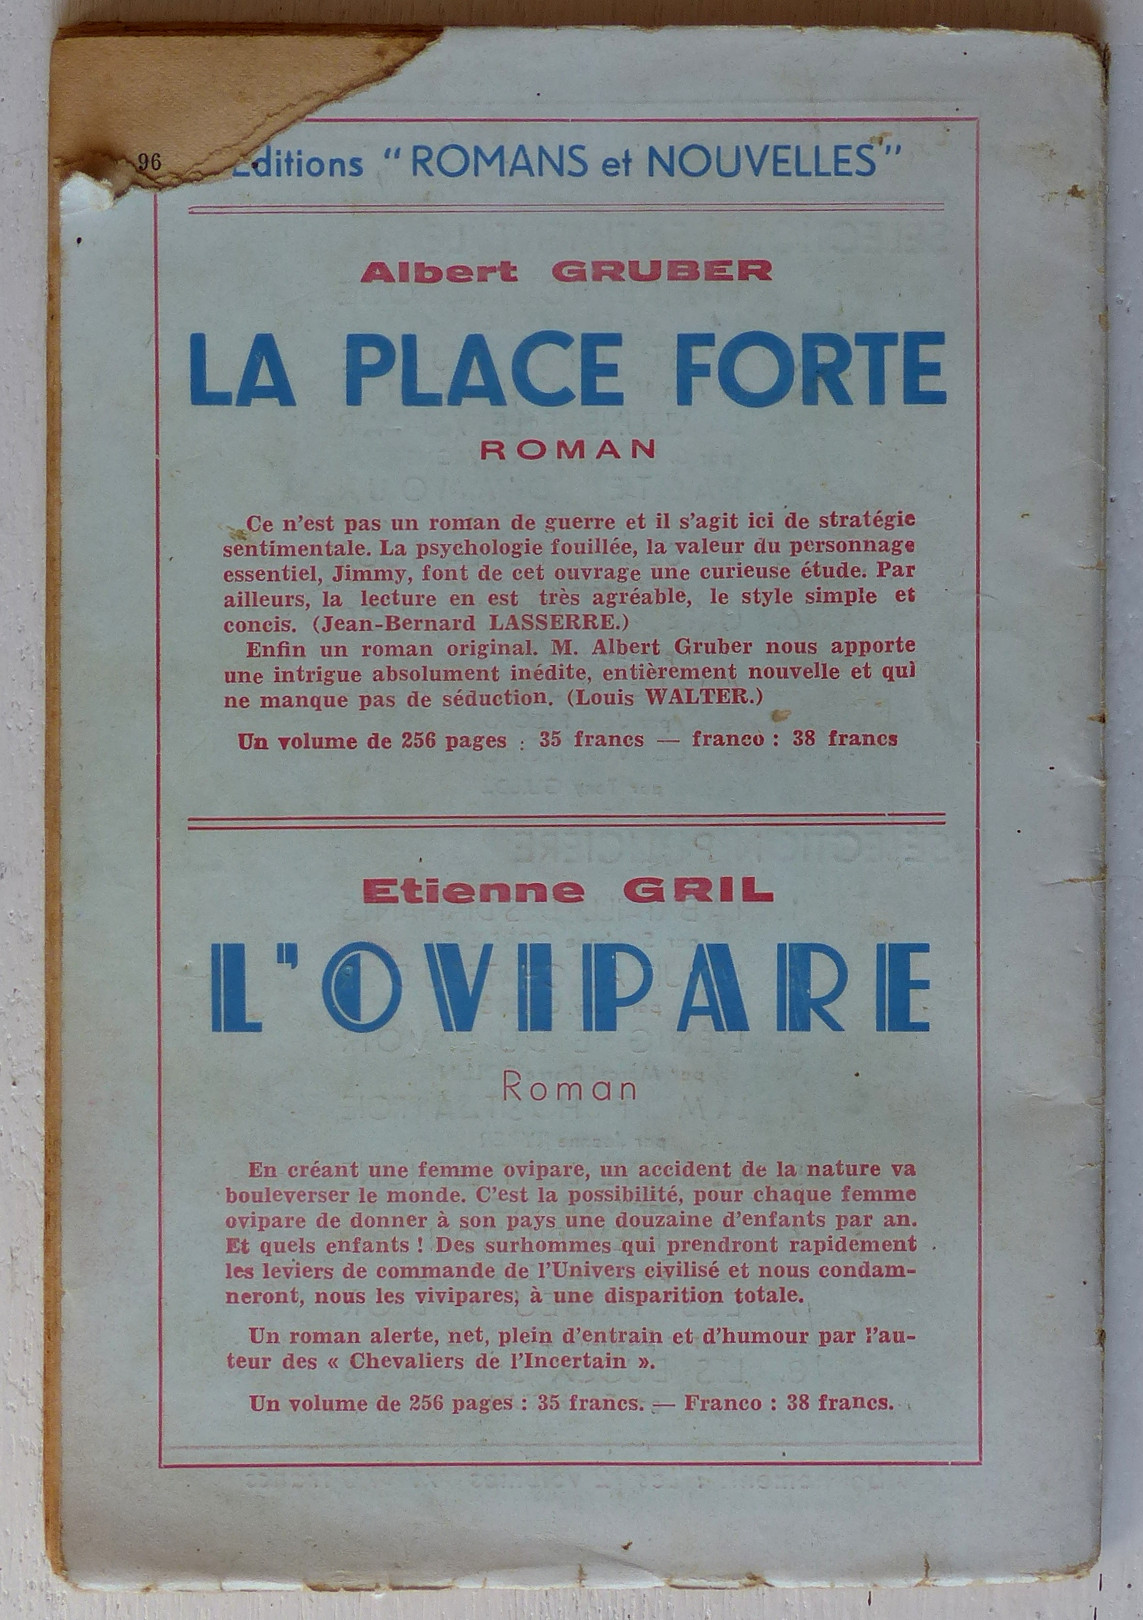 96
Editions "ROMANS et NOUVELLES"
Albert GRUBER
LA PLACE FORTE
ROMAN
Ce n'est pas un roman de guerre et il s'agit ici de stratégie
sentimentale. La psychologie fouillée, la valeur du personnage
essentiel, Jimmy, font de cet ouvrage une curieuse étude. Par
ailleurs, la lecture en est très agréable, le style simple et
concis. (Jean-Bernard LASSERRE.)
Enfin un roman original. M. Albert Gruber nous apporte
une intrigue absolument inédite, entièrement nouvelle et qui
ne manque pas de séduction. (Louis WALTER.)
Un volume de 256 pages : 35 francs — franco : 38 francs
SÉLECTION POLICIÈRE
Etienne GRIL
L'OVIPARE
Roman
En créant une femme ovipare, un accident de la nature va
bouleverser le monde. C'est la possibilité, pour chaque femme
ovipare de donner à son pays une douzaine d'enfants par an.
Et quels enfants ! Des surhommes qui prendront rapidement
les leviers de commande de l'Univers civilisé et nous condam-
neront, nous les vivipares, à une disparition totale.
Un roman alerte, net, plein d'entrain et d'humour par l'au-
teur des « Chevaliers de l'Incertain ».
Un volume de 256 pages : 35 francs. — Franco : 38 francs.